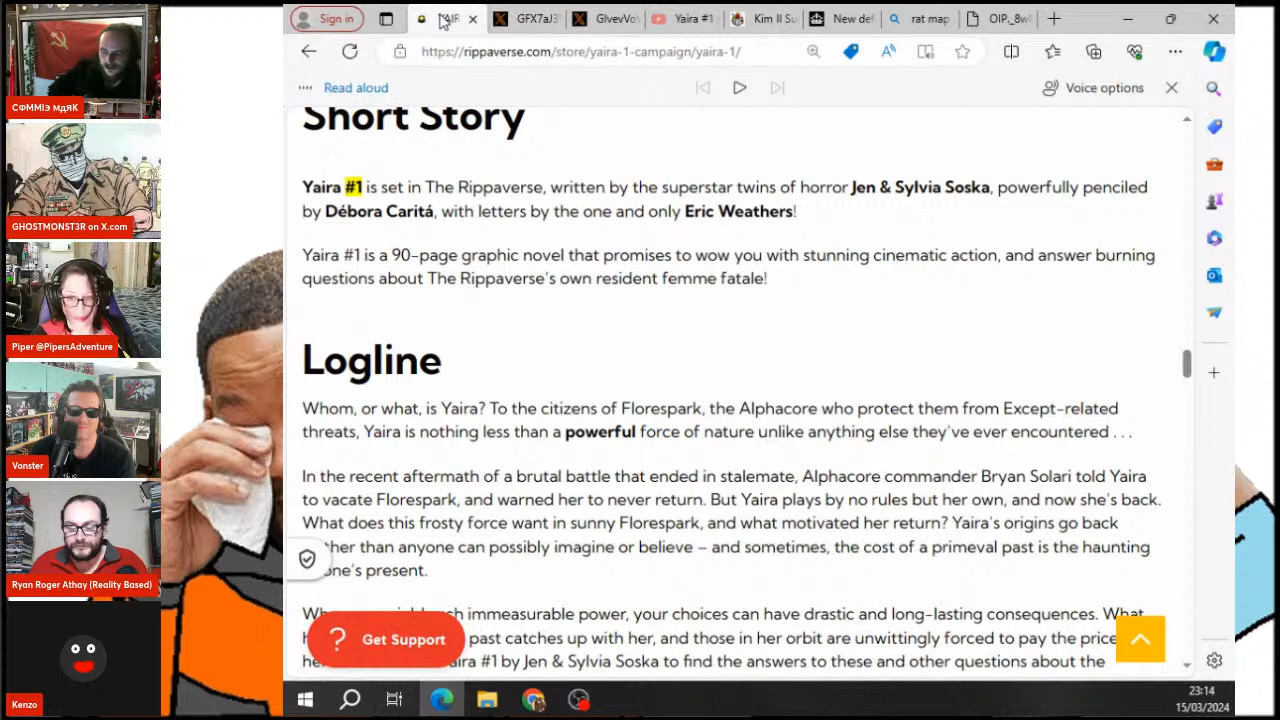 Sign in
GFX7aJ3
GIvevVoV
Yaira #1
Kim Il Su
New def
rat map
https://rippaverse.com/store/yaira-1-campaign/yaira-1/
Read aloud
Voice options
Short Story
Yaira #1 is set in The Rippaverse, written by the superstar twins of horror Jen & Sylvia Soska, powerfully penciled
by Débora Caritá, with letters by the one and only Eric Weathers!
Yaira #1 is a 90-page graphic novel that promises to wow you with stunning cinematic action, and answer burning
questions about The Rippaverse's own resident femme fatale!
Logline
Whom, or what, is Yaira? To the citizens of Florespark, the Alphacore who protect them from Except-related
threats, Yaira is nothing less than a powerful force of nature unlike anything else they've ever encountered . . .
In the recent aftermath of a brutal battle that ended in stalemate, Alphacore commander Bryan Solari told Yaira
to vacate Florespark, and warned her to never return. But Yaira plays by no rules but her own, and now she's back.
What does this frosty force want in sunny Florespark, and what motivated her return? Yaira's origins go back
ther than anyone can possibly imagine or believe – and sometimes, the cost of a primeval past is the haunting
one's present.
immeasurable power, your choices can have drastic and long-lasting consequences. What
past catches up with her, and those in her orbit are unwittingly forced to pay the price
#1 by Jen & Sylvia Soska to find the answers to these and other questions about the
Get Support
23:14
15/03/2024
CФMMIЭ MдЯK
GHOSTMONST3R on X.com
Piper @PipersAdventure
Vonster
Ryan Roger Athay (Reality Based)
Kenzo